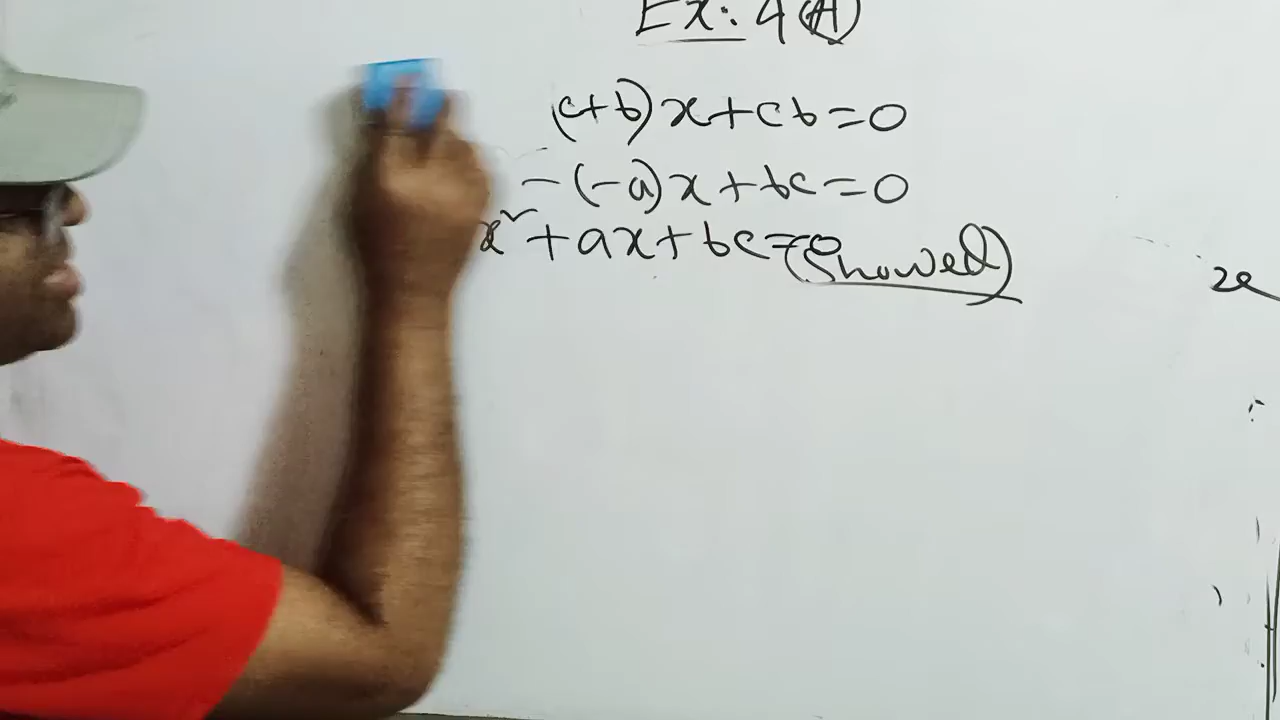 Ex: 4(A)
(c+b)x+cb=0
-(-a)x+bc=0
x²+ax+bc=0 (Showed)